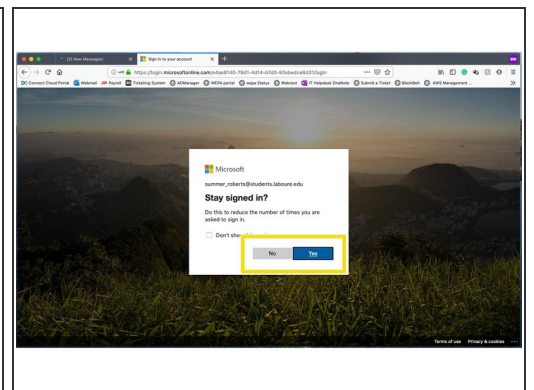 (2) New Messages!
Sign in to your account
https://login.microsoftonline.com/
Connect Cloud Portal Webmail Payroll Ticketing System ADManager WEPA portal wepa Status Webroot IT Helpdesk OneNote Submit a Ticket BlackBelt AWS Management ...
Microsoft
summer_roberts@students.laboure.edu
Stay signed in?
Do this to reduce the number of times you are
asked to sign in.
Don't sho
No Yes
Terms of use Privacy & cookies ...